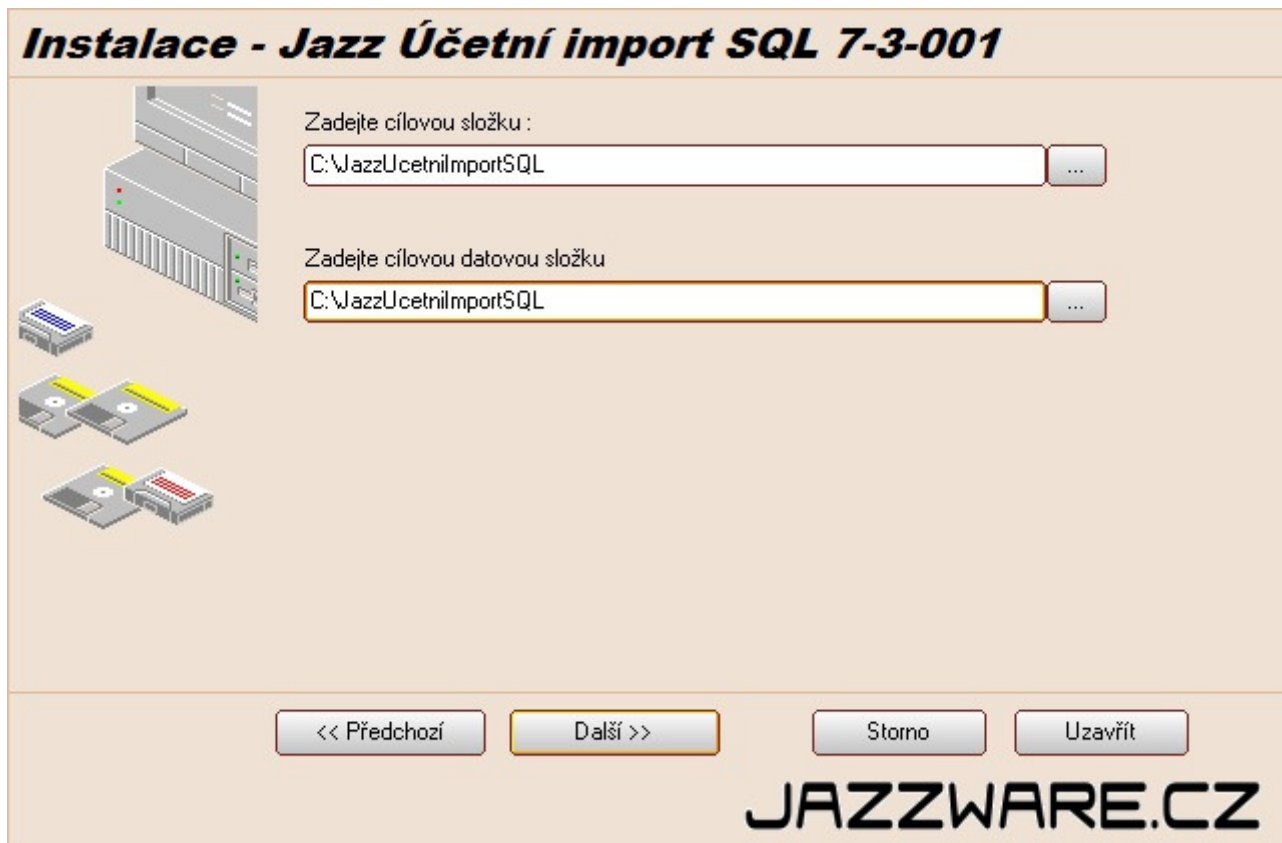 Instalace - Jazz Účetní import SQL 7-3-001
Zadejte cílovou složku :
C:\JazzUcetniImportSQL
...
Zadejte cílovou datovou složku
C:\JazzUcetniImportSQL
...
<< Předchozí
Další >>
Storno
Uzavřít
JAZZWARE.CZ